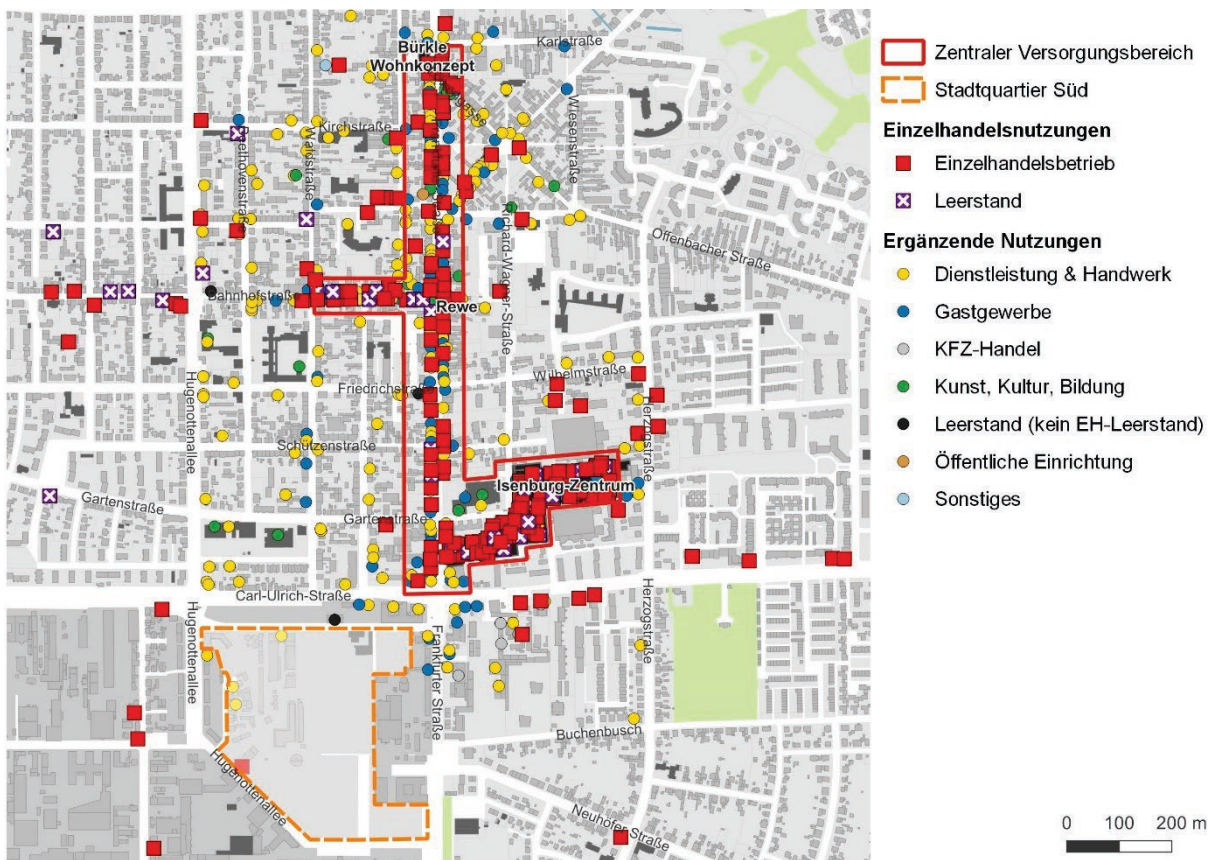 Bürkle
Wohnkonzept
Karlstraße
Kirchstraße
Waldstraße
Beethovenstraße
Wiesenstraße
Offenbacher Straße
Richard-Wagner-Straße
Bahnhofstraße
Rewe
Wilhelmstraße
Friedrichstraße
Hugenottenallee
Herzogstraße
Schützenstraße
Isenburg-Zentrum
Gartenstraße
Gartenstraße
Carl-Ulrich-Straße
Hugenottenallee
Frankfurter Straße
Herzogstraße
Buchenbusch
Hugenottenallee
Neuhöfer Straße
Zentraler Versorgungsbereich
Stadtquartier Süd
Einzelhandelsnutzungen
Einzelhandelsbetrieb
Leerstand
Ergänzende Nutzungen
Dienstleistung & Handwerk
Gastgewerbe
KFZ-Handel
Kunst, Kultur, Bildung
Leerstand (kein EH-Leerstand)
Öffentliche Einrichtung
Sonstiges
0 100 200 m